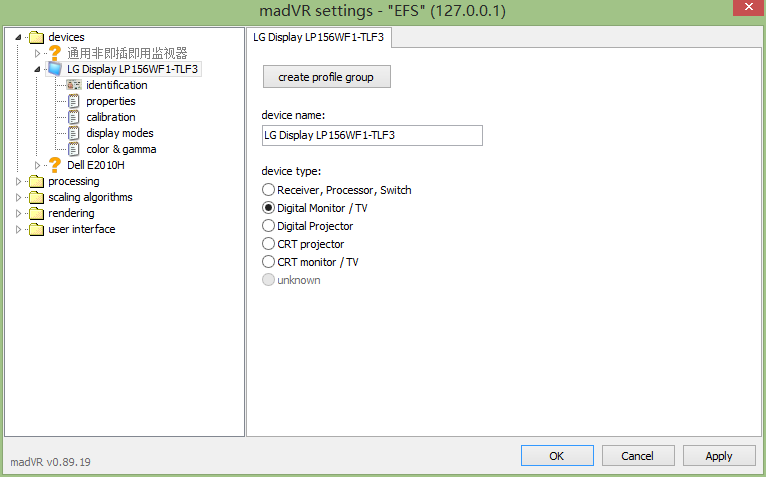 madVR settings - "EFS" (127.0.0.1)
devices
通用非即插即用监视器
LG Display LP156WF1-TLF3
identification
properties
calibration
display modes
color & gamma
Dell E2010H
processing
scaling algorithms
rendering
user interface
LG Display LP156WF1-TLF3
create profile group
device name:
LG Display LP156WF1-TLF3
device type:
Receiver, Processor, Switch
Digital Monitor / TV
Digital Projector
CRT projector
CRT monitor / TV
unknown
madVR v0.89.19
OK
Cancel
Apply